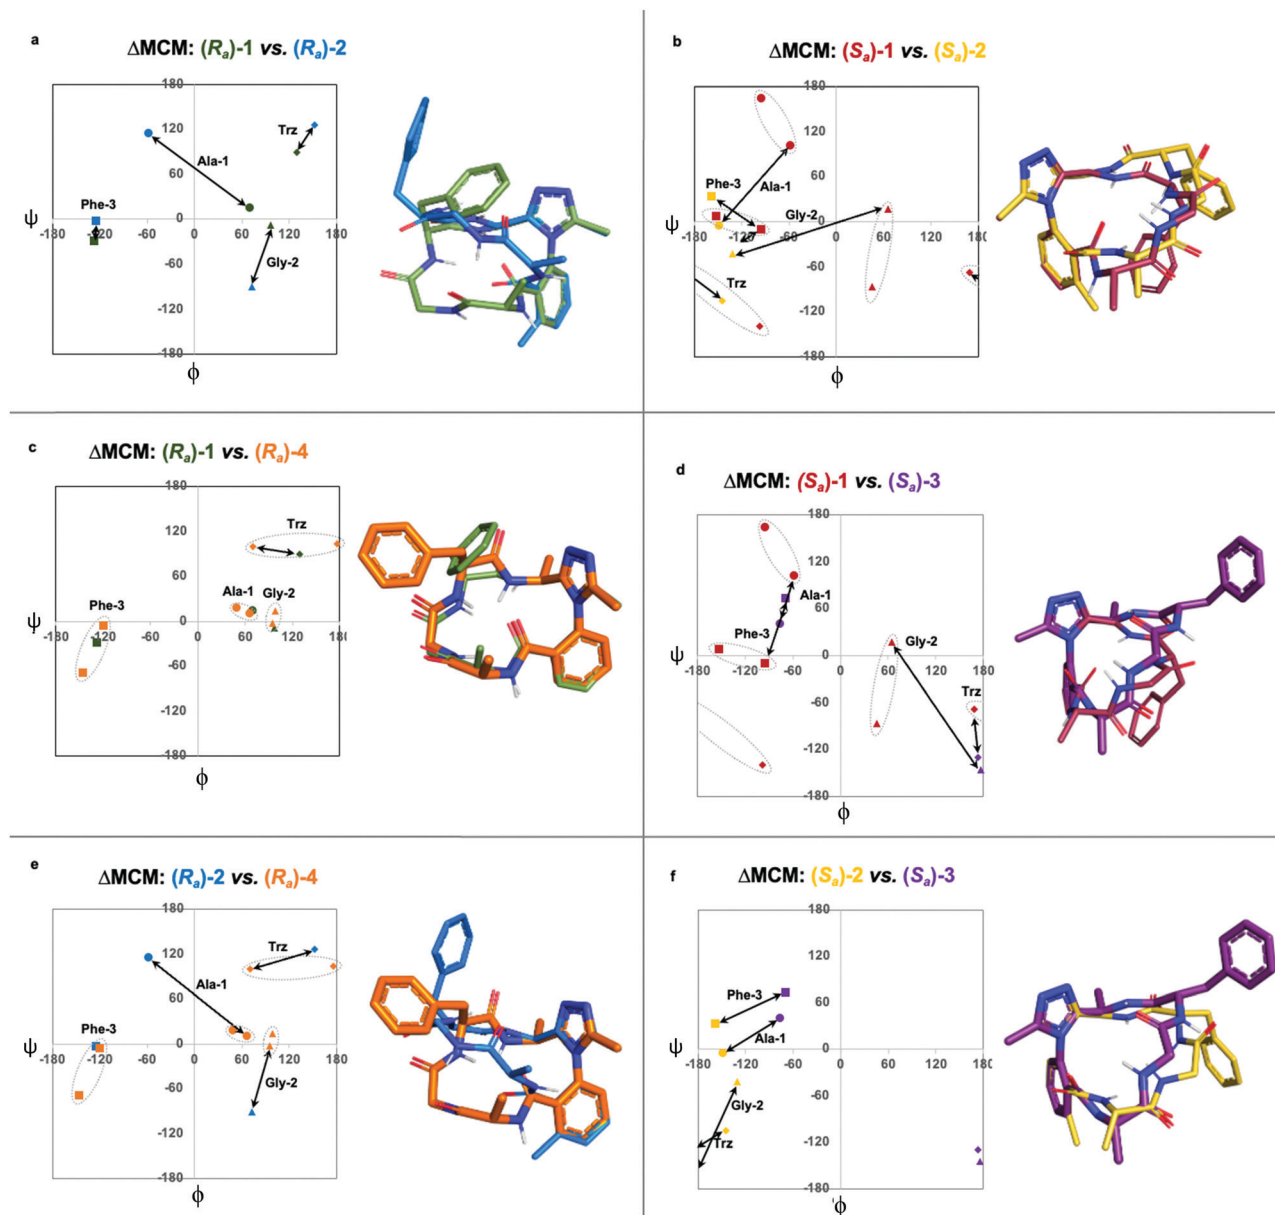 a
ΔMCM: (Rₐ)-1 vs. (Rₐ)-2
180
120
60
0
-60
-120
-180
-180 -120 -60 0 60 120 180
Trz
Ala-1
Phe-3
Gly-2
ψ
ϕ
b
ΔMCM: (Sₐ)-1 vs. (Sₐ)-2
180
120
60
0
-60
-120
-180
-180 -120 -60 0 60 120 180
Phe-3
Ala-1
Gly-2
Trz
ψ
ϕ
c
ΔMCM: (Rₐ)-1 vs. (Rₐ)-4
180
120
60
0
-60
-120
-180
-180 -120 -60 0 60 120 180
Trz
Ala-1
Gly-2
Phe-3
ψ
ϕ
d
ΔMCM: (Sₐ)-1 vs. (Sₐ)-3
180
120
60
0
-60
-120
-180
-180 -120 -60 0 60 120 180
Ala-1
Phe-3
Gly-2
Trz
ψ
ϕ
e
ΔMCM: (Rₐ)-2 vs. (Rₐ)-4
180
120
60
0
-60
-120
-180
-180 -120 -60 0 60 120 180
Trz
Ala-1
Phe-3
Gly-2
ψ
ϕ
f
ΔMCM: (Sₐ)-2 vs. (Sₐ)-3
180
120
60
0
-60
-120
-180
-180 -120 -60 0 60 120 180
Phe-3
Ala-1
Gly-2
Trz
ψ
ϕ